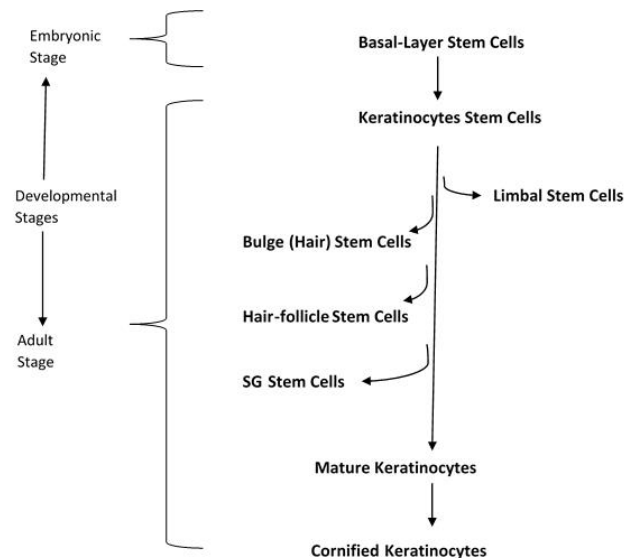 Embryonic
Stage
Basal-Layer Stem Cells
Keratinocytes Stem Cells
Developmental
Stages
Limbal Stem Cells
Bulge (Hair) Stem Cells
Hair-follicle Stem Cells
Adult
Stage
SG Stem Cells
Mature Keratinocytes
Cornified Keratinocytes